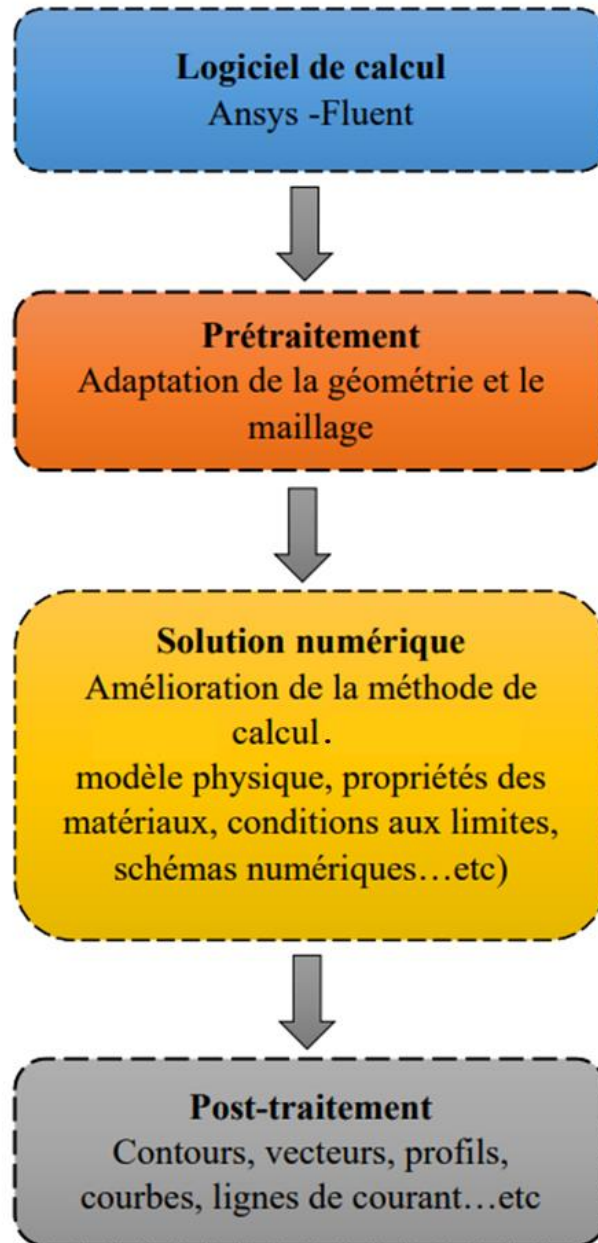 Logiciel de calcul
Ansys -Fluent
Prétraitement
Adaptation de la géométrie et le
maillage
Solution numérique
Amélioration de la méthode de
calcul.
modèle physique, propriétés des
matériaux, conditions aux limites,
schémas numériques…etc)
Post-traitement
Contours, vecteurs, profils,
courbes, lignes de courant…etc